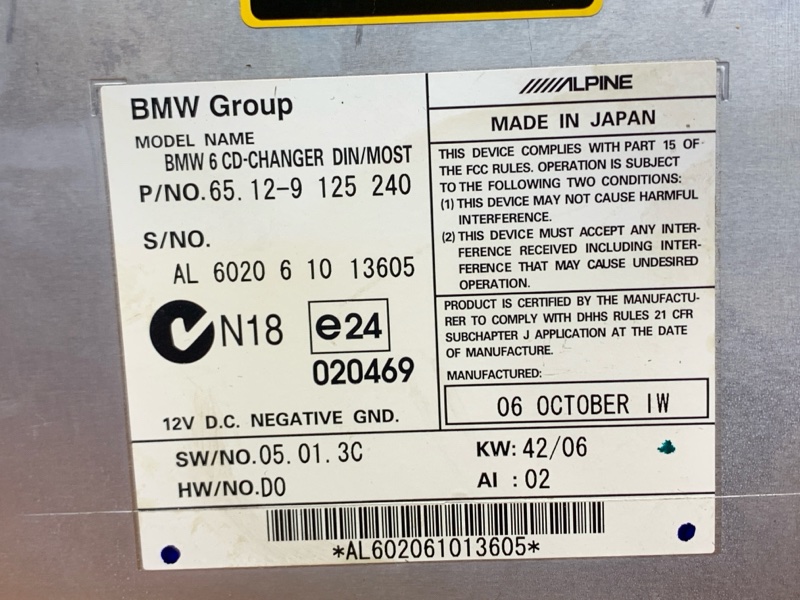 BMW Group
MODEL NAME
BMW 6 CD-CHANGER DIN/MOST
P/NO. 65. 12-9 125 240
S/NO.
AL 6020 6 10 13605
N18 e24
020469
12V D.C. NEGATIVE GND.
ALPINE
MADE IN JAPAN
THIS DEVICE COMPLIES WITH PART 15 OF
THE FCC RULES. OPERATION IS SUBJECT
TO THE FOLLOWING TWO CONDITIONS:
(1) THIS DEVICE MAY NOT CAUSE HARMFUL
INTERFERENCE.
(2) THIS DEVICE MUST ACCEPT ANY INTER-
FERENCE RECEIVED INCLUDING INTER-
FERENCE THAT MAY CAUSE UNDESIRED
OPERATION.
PRODUCT IS CERTIFIED BY THE MANUFACTU-
RER TO COMPLY WITH DHHS RULES 21 CFR
SUBCHAPTER J APPLICATION AT THE DATE
OF MANUFACTURE.
MANUFACTURED:
06 OCTOBER IW
SW/NO. 05. 01. 3C
HW/NO. D0
KW: 42/06
AI : 02
*AL602061013605*